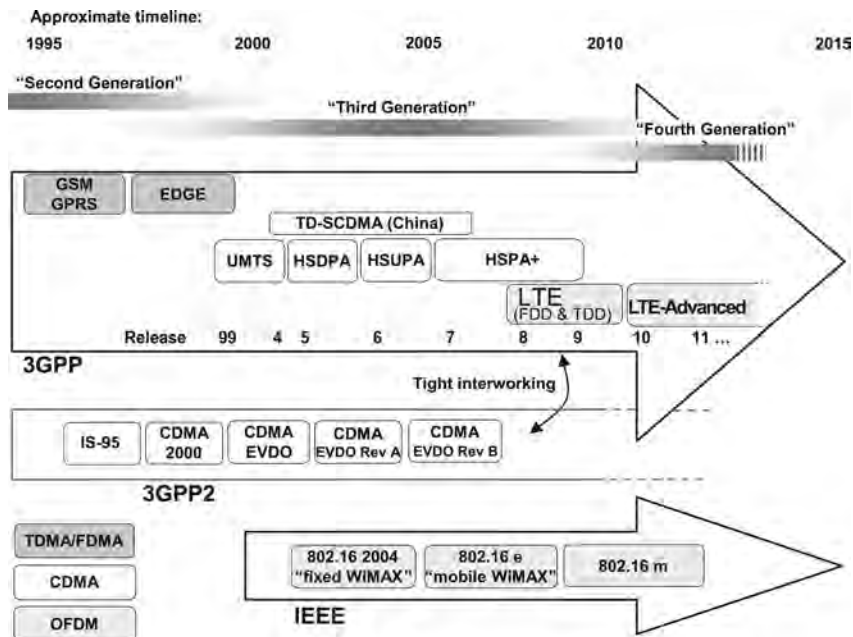 Approximate timeline:
1995 2000 2005 2010 2015
“Second Generation”
“Third Generation”
“Fourth Generation”
GSM
GPRS
EDGE
TD-SCDMA (China)
UMTS HSDPA HSUPA HSPA+
LTE
(FDD & TDD)
LTE-Advanced
Release 99 4 5 6 7 8 9 10 11 ...
3GPP
Tight interworking
IS-95
CDMA
2000
CDMA
EVDO
CDMA
EVDO Rev A
CDMA
EVDO Rev B
3GPP2
TDMA/FDMA
CDMA
OFDM
802.16 2004
“fixed WiMAX”
802.16 e
“mobile WiMAX”
802.16 m
IEEE